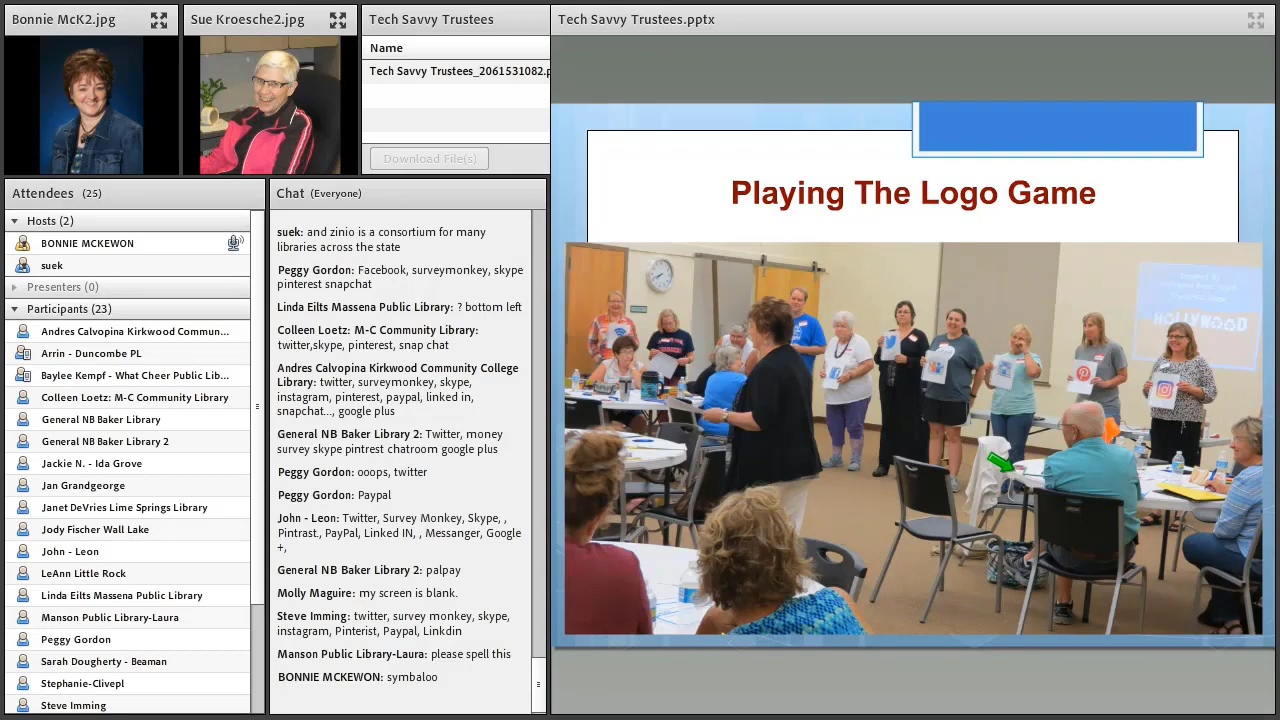 Bonnie McK2.jpg
Sue Kroesche2.jpg
Tech Savvy Trustees
Name
Tech Savvy Trustees_2061531082.p
Download File(s)
Attendees (25)
Hosts (2)
BONNIE MCKEWON
suek
Presenters (0)
Participants (23)
Andres Calvopina Kirkwood Commun...
Arrin - Duncombe PL
Baylee Kempf - What Cheer Public Lib...
Colleen Loetz: M-C Community Library
General NB Baker Library
General NB Baker Library 2
Jackie N. - Ida Grove
Jan Grandgeorge
Janet DeVries Lime Springs Library
Jody Fischer Wall Lake
John - Leon
LeAnn Little Rock
Linda Eilts Massena Public Library
Manson Public Library-Laura
Peggy Gordon
Sarah Dougherty - Beaman
Stephanie-Clivepl
Steve Imming
Chat (Everyone)
suek: and zinio is a consortium for many
libraries across the state
Peggy Gordon: Facebook, surveymonkey, skype
pinterest snapchat
Linda Eilts Massena Public Library: ? bottom left
Colleen Loetz: M-C Community Library:
twitter,skype, pinterest, snap chat
Andres Calvopina Kirkwood Community College
Library: twitter, surveymonkey, skype,
instagram, pinterest, paypal, linked in,
snapchat..., google plus
General NB Baker Library 2: Twitter, money
survey skype pintrest chatroom google plus
Peggy Gordon: ooops, twitter
Peggy Gordon: Paypal
John - Leon: Twitter, Survey Monkey, Skype, ,
Pintrast., PayPal, Linked IN, , Messanger, Google
+,
General NB Baker Library 2: palpay
Molly Maguire: my screen is blank.
Steve Imming: twitter, survey monkey, skype,
instagram, Pinterist, Paypal, Linkdin
Manson Public Library-Laura: please spell this
BONNIE MCKEWON: symbaloo
Tech Savvy Trustees.pptx
Playing The Logo Game
HOLLYWOOD